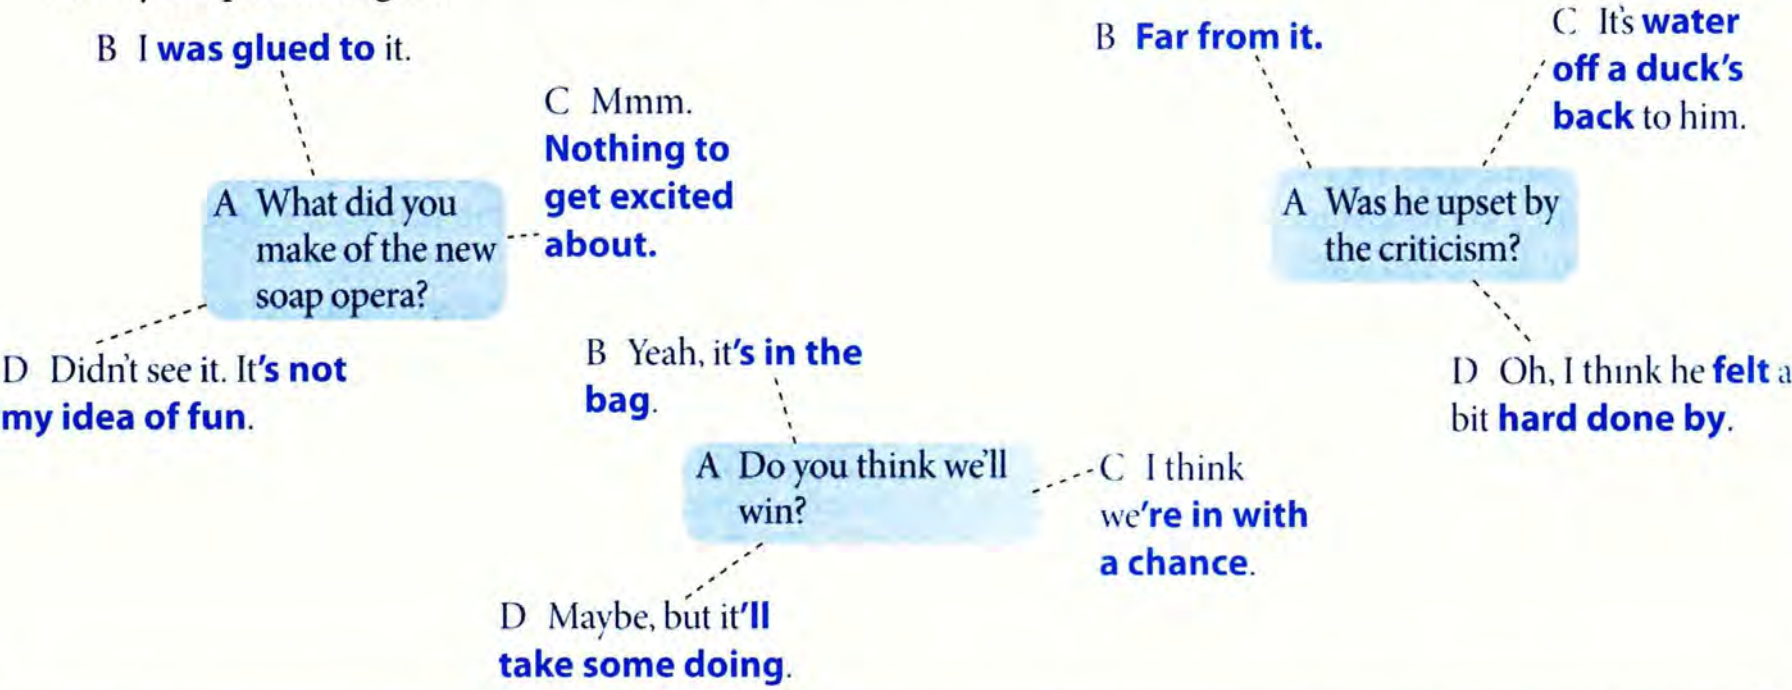 B I was glued to it.
C Mmm.
Nothing to
get excited
about.
A What did you
make of the new
soap opera?
D Didn't see it. It's not
my idea of fun.
B Far from it.
C It's water
off a duck's
back to him.
A Was he upset by
the criticism?
D Oh, I think he felt a
bit hard done by.
B Yeah, it's in the
bag.
A Do you think we'll
win?
C I think
we're in with
a chance.
D Maybe, but it'll
take some doing.